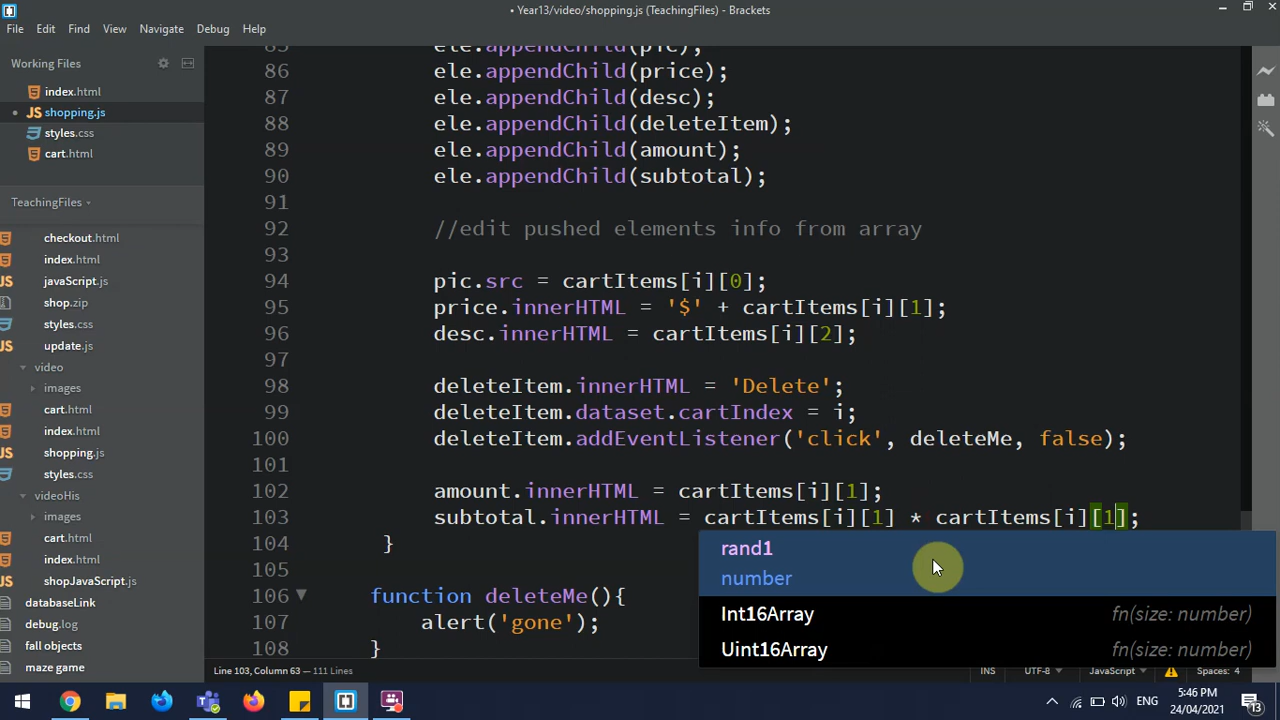 • Year13/video/shopping.js (TeachingFiles) - Brackets
File Edit Find View Navigate Debug Help
Working Files
index.html
shopping.js
styles.css
cart.html
TeachingFiles
checkout.html
index.html
javaScript.js
shop.zip
styles.css
update.js
video
images
cart.html
index.html
shopping.js
styles.css
videoHis
images
cart.html
index.html
shopJavaScript.js
databaseLink
debug.log
fall objects
maze game
85 ele.appendChild(pic);
86 ele.appendChild(price);
87 ele.appendChild(desc);
88 ele.appendChild(deleteItem);
89 ele.appendChild(amount);
90 ele.appendChild(subtotal);
91
92 //edit pushed elements info from array
93
94 pic.src = cartItems[i][0];
95 price.innerHTML = '$' + cartItems[i][1];
96 desc.innerHTML = cartItems[i][2];
97
98 deleteItem.innerHTML = 'Delete';
99 deleteItem.dataset.cartIndex = i;
100 deleteItem.addEventListener('click', deleteMe, false);
101
102 amount.innerHTML = cartItems[i][1];
103 subtotal.innerHTML = cartItems[i][1] * cartItems[i][1];
104 }
105
106 function deleteMe(){
107 alert('gone');
108 }
rand1
number
Int16Array fn(size: number)
Uint16Array fn(size: number)
Line 103, Column 63 — 111 Lines
INS UTF-8 JavaScript Spaces: 4
ENG
5:46 PM
24/04/2021
13